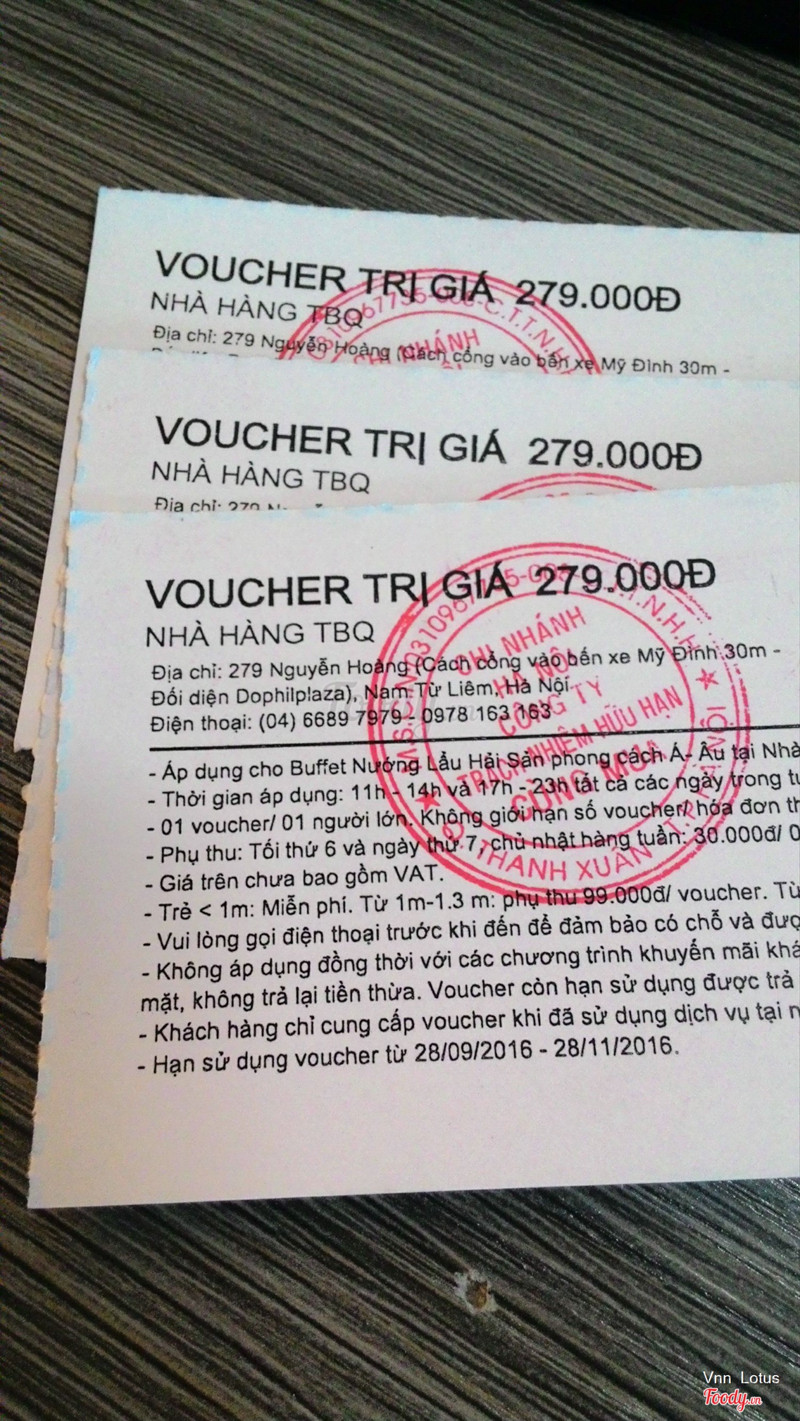 VOUCHER TRỊ GIÁ 279.000Đ
NHÀ HÀNG TBQ
Địa chỉ: 279 Nguyễn Hoàng (Cách cổng vào bến xe Mỹ Đình 30m -
VOUCHER TRỊ GIÁ 279.000Đ
NHÀ HÀNG TBQ
Địa chỉ: 279
VOUCHER TRỊ GIÁ 279.000Đ
NHÀ HÀNG TBQ
Địa chỉ: 279 Nguyễn Hoàng (Cách cổng vào bến xe Mỹ Đình 30m -
Đối diện Dophilplaza), Nam Từ Liêm, Hà Nội
Điện thoại: (04) 6689 7979 - 0978 163 163
- Áp dụng cho Buffet Nướng Lẩu Hải Sản phong cách Á- Âu tại Nhà
- Thời gian áp dụng: 11h - 14h và 17h - 23h tất cả các ngày trong
- 01 voucher/ 01 người lớn. Không giới hạn số voucher/ hóa đơn
- Phụ thu: Tối thứ 6 và ngày thứ 7, chủ nhật hàng tuần: 30.000đ/
- Giá trên chưa bao gồm VAT.
- Trẻ < 1m: Miễn phí. Từ 1m-1.3 m: phụ thu 99.000đ/ voucher. Từ
- Vui lòng gọi điện thoại trước khi đến để đảm bảo có chỗ và
- Không áp dụng đồng thời với các chương trình khuyến mãi
mặt, không trả lại tiền thừa. Voucher còn hạn sử dụng được trả
- Khách hàng chỉ cung cấp voucher khi đã sử dụng dịch vụ tại
- Hạn sử dụng voucher từ 28/09/2016 - 28/11/2016.
CHI NHÁNH
HÀ NỘI
CÔNG TY
TRÁCH NHIỆM HỮU HẠN
CÙNG MUA
THANH XUÂN
Vnn Lotus
Foody.vn